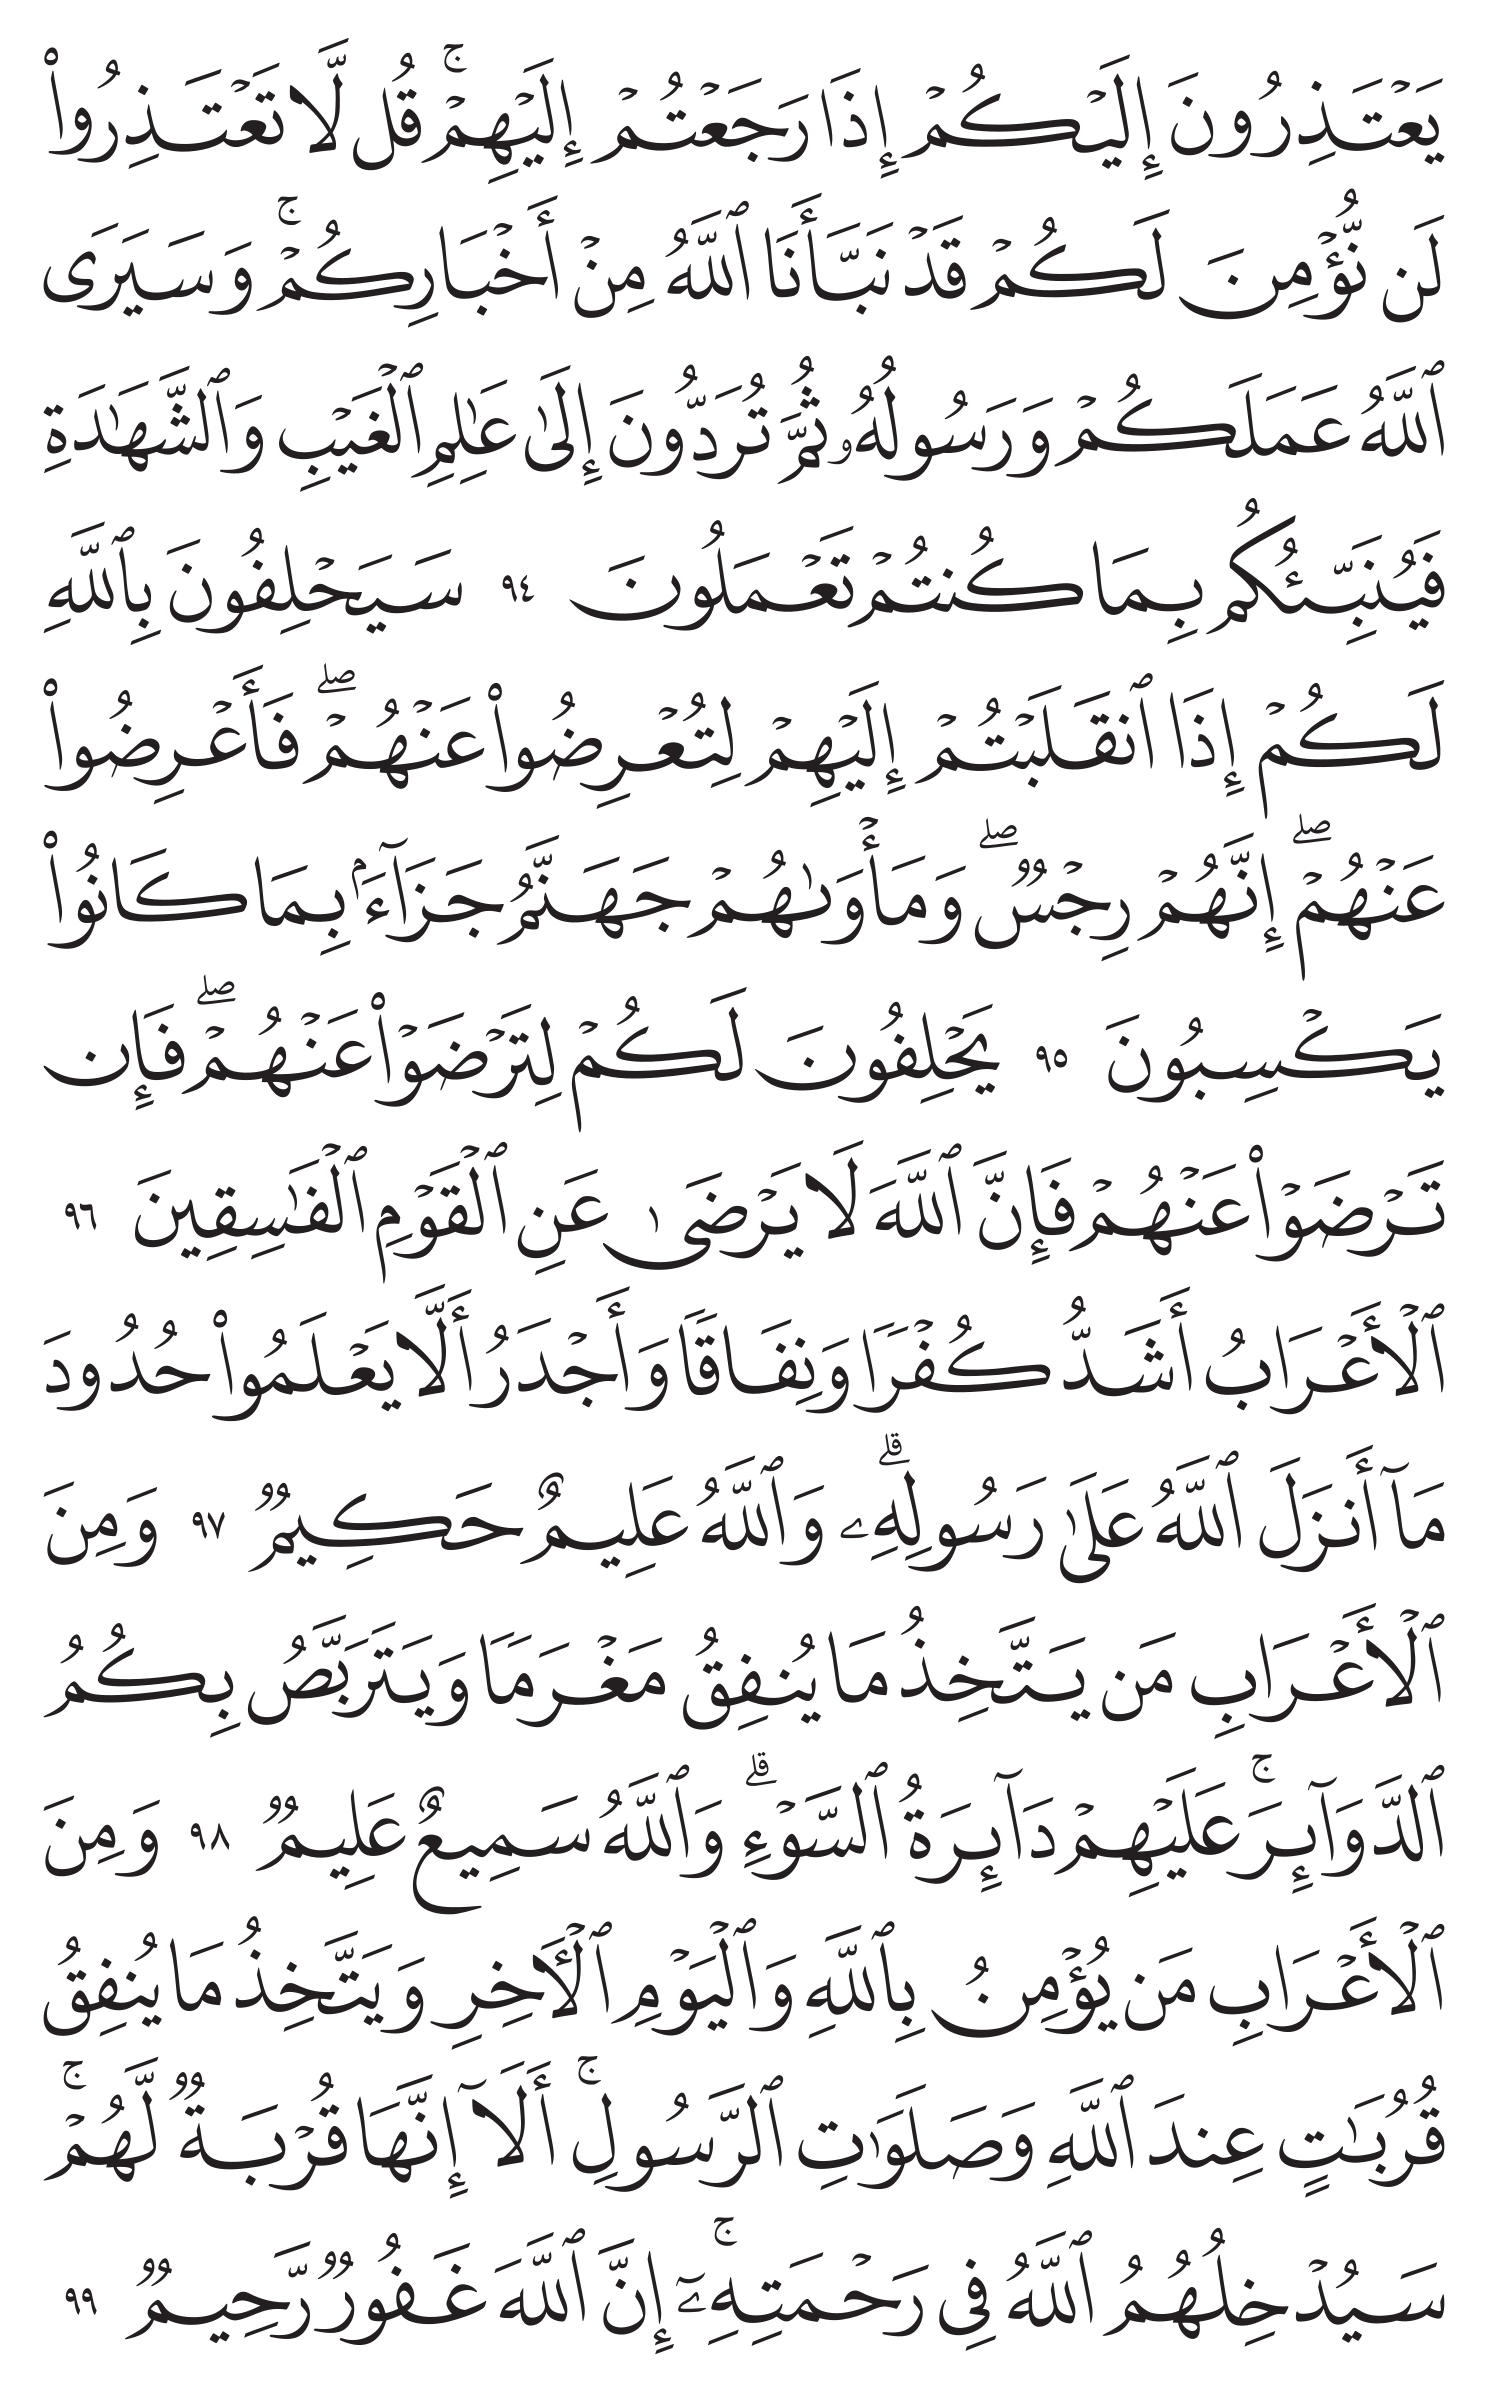 يَعْتَذِرُونَ إِلَيْكُمْ إِذَا رَجَعْتُمْ إِلَيْهِمْ ۚ قُل لَّا تَعْتَذِرُوا۟
لَن نُّؤْمِنَ لَكُمْ قَدْ نَبَّأَنَا ٱللَّهُ مِنْ أَخْبَارِكُمْ ۚ وَسَيَرَى
ٱللَّهُ عَمَلَكُمْ وَرَسُولُهُۥ ثُمَّ تُرَدُّونَ إِلَىٰ عَـٰلِمِ ٱلْغَيْبِ وَٱلشَّهَـٰدَةِ
فَيُنَبِّئُكُم بِمَا كُنتُمْ تَعْمَلُونَ ٩٤ سَيَحْلِفُونَ بِٱللَّهِ
لَكُمْ إِذَا ٱنقَلَبْتُمْ إِلَيْهِمْ لِتُعْرِضُوا۟ عَنْهُمْ ۖ فَأَعْرِضُوا۟
عَنْهُمْ ۖ إِنَّهُمْ رِجْسٌ ۖ وَمَأْوَىٰهُمْ جَهَنَّمُ جَزَآءًۢ بِمَا كَانُوا۟
يَكْسِبُونَ ٩٥ يَحْلِفُونَ لَكُمْ لِتَرْضَوْا۟ عَنْهُمْ ۖ فَإِن
تَرْضَوْا۟ عَنْهُمْ فَإِنَّ ٱللَّهَ لَا يَرْضَىٰ عَنِ ٱلْقَوْمِ ٱلْفَـٰسِقِينَ ٩٦
ٱلْأَعْرَابُ أَشَدُّ كُفْرًا وَنِفَاقًا وَأَجْدَرُ أَلَّا يَعْلَمُوا۟ حُدُودَ
مَآ أَنزَلَ ٱللَّهُ عَلَىٰ رَسُولِهِۦ ۗ وَٱللَّهُ عَلِيمٌ حَكِيمٌ ٩٧ وَمِنَ
ٱلْأَعْرَابِ مَن يَتَّخِذُ مَا يُنفِقُ مَغْرَمًا وَيَتَرَبَّصُ بِكُمُ
ٱلدَّوَآئِرَ ۚ عَلَيْهِمْ دَآئِرَةُ ٱلسَّوْءِ ۗ وَٱللَّهُ سَمِيعٌ عَلِيمٌ ٩٨ وَمِنَ
ٱلْأَعْرَابِ مَن يُؤْمِنُ بِٱللَّهِ وَٱلْيَوْمِ ٱلْـَٔاخِرِ وَيَتَّخِذُ مَا يُنفِقُ
قُرُبَـٰتٍ عِندَ ٱللَّهِ وَصَلَوَٰتِ ٱلرَّسُولِ ۚ أَلَآ إِنَّهَا قُرْبَةٌ لَّهُمْ ۚ
سَيُدْخِلُهُمُ ٱللَّهُ فِى رَحْمَتِهِۦٓ ۚ إِنَّ ٱللَّهَ غَفُورٌ رَّحِيمٌ ٩٩